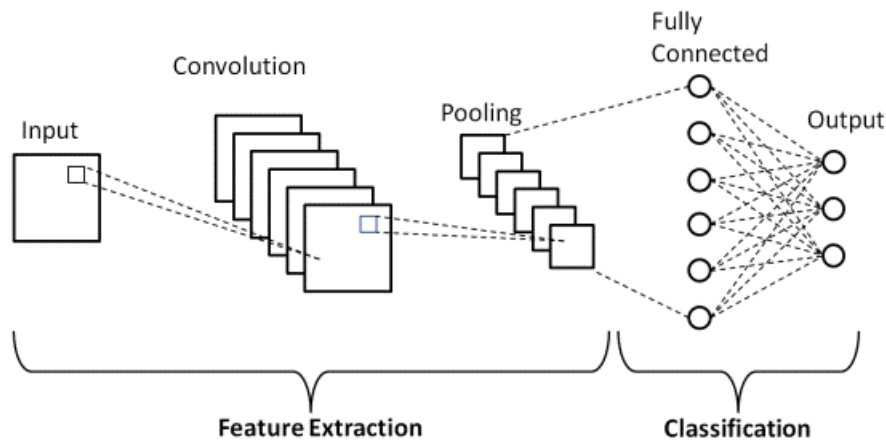 Input
Convolution
Pooling
Fully
Connected
Output
Feature Extraction
Classification